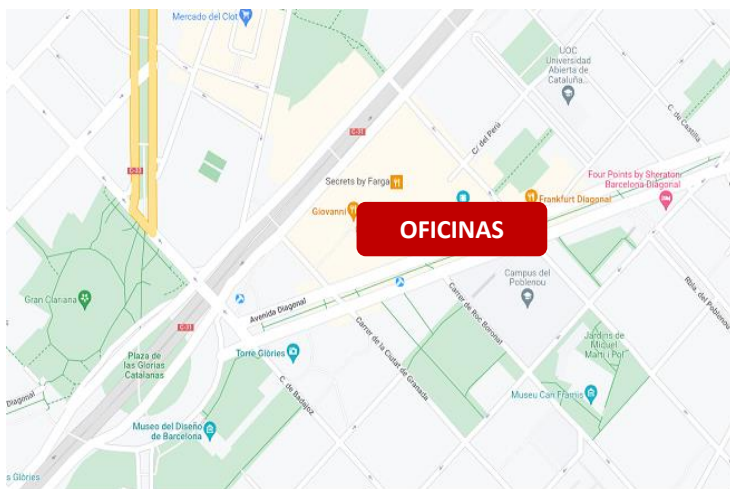 Mercado del Clot
UOC
Universidad
Abierta de
Cataluña...
C. de Castilla
C-31
C/ del Perú
C-33
Secrets by Farga
Four Points by Sheraton
Barcelona Diagonal
Giovanni
Frankfurt Diagonal
OFICINAS
Gran Clariana
Campus del
Poblenou
Rbla. del Poblenou
Avenida Diagonal
C-31
Carrer de Roc Boronat
Carrer de la Ciutat de Granada
Plaza de
las Glorias
Catalanas
Torre Glòries
Jardins de
Miquel
Martí i Pol
C. de Badajoz
Museu Can Framis
Diagonal
Museo del Diseño
de Barcelona
s Glòries